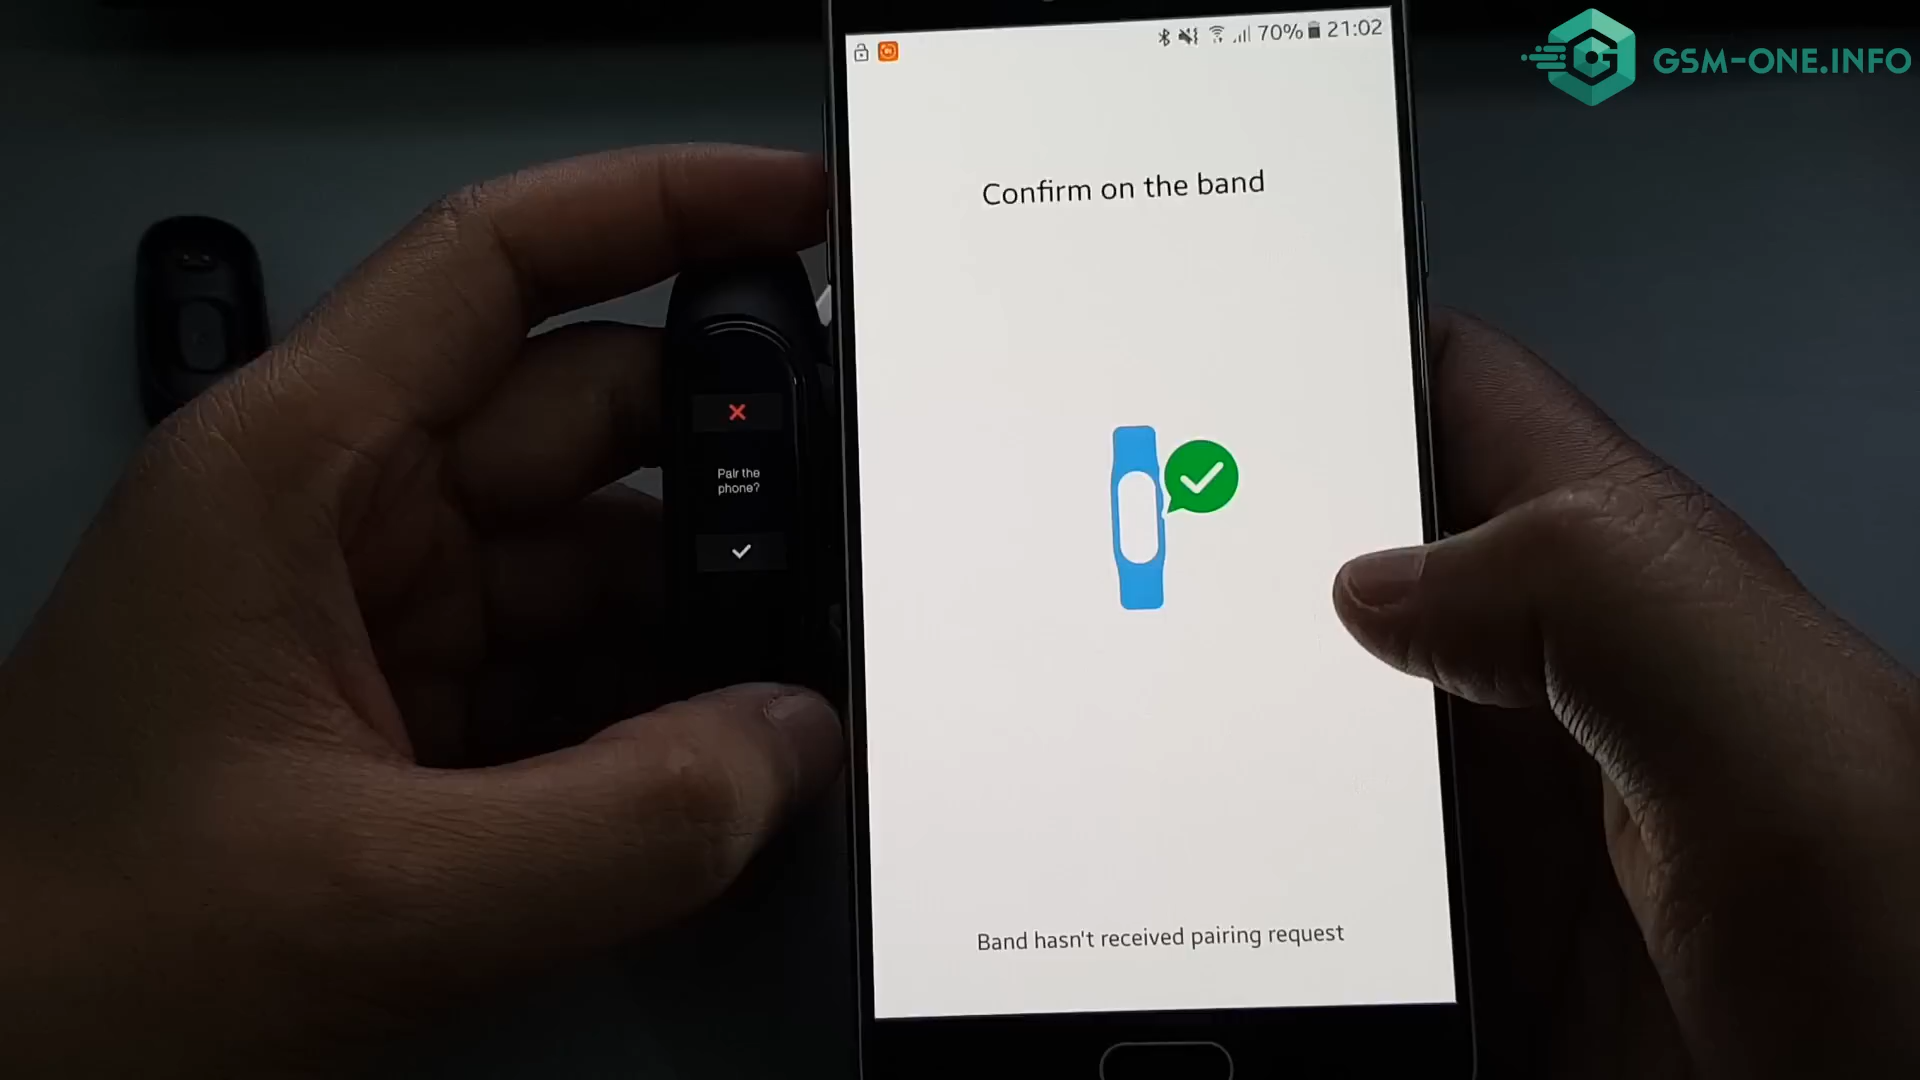 70% 21:02
GSM-ONE.INFO
Confirm on the band
Pair the
phone?
Band hasn't received pairing request